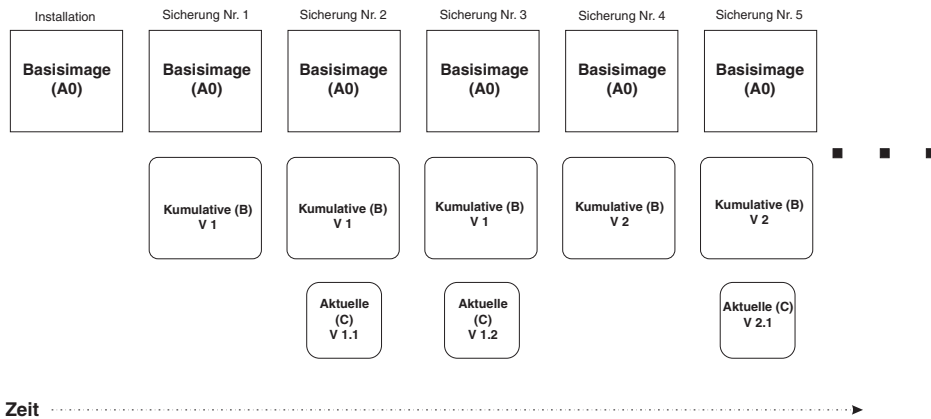 Installation
Sicherung Nr. 1
Sicherung Nr. 2
Sicherung Nr. 3
Sicherung Nr. 4
Sicherung Nr. 5
Basisimage
(A0)
Basisimage
(A0)
Basisimage
(A0)
Basisimage
(A0)
Basisimage
(A0)
Basisimage
(A0)
Kumulative (B)
V 1
Kumulative (B)
V 1
Kumulative (B)
V 1
Kumulative (B)
V 2
Kumulative (B)
V 2
Aktuelle
(C)
V 1.1
Aktuelle
(C)
V 1.2
Aktuelle (C)
V 2.1
Zeit